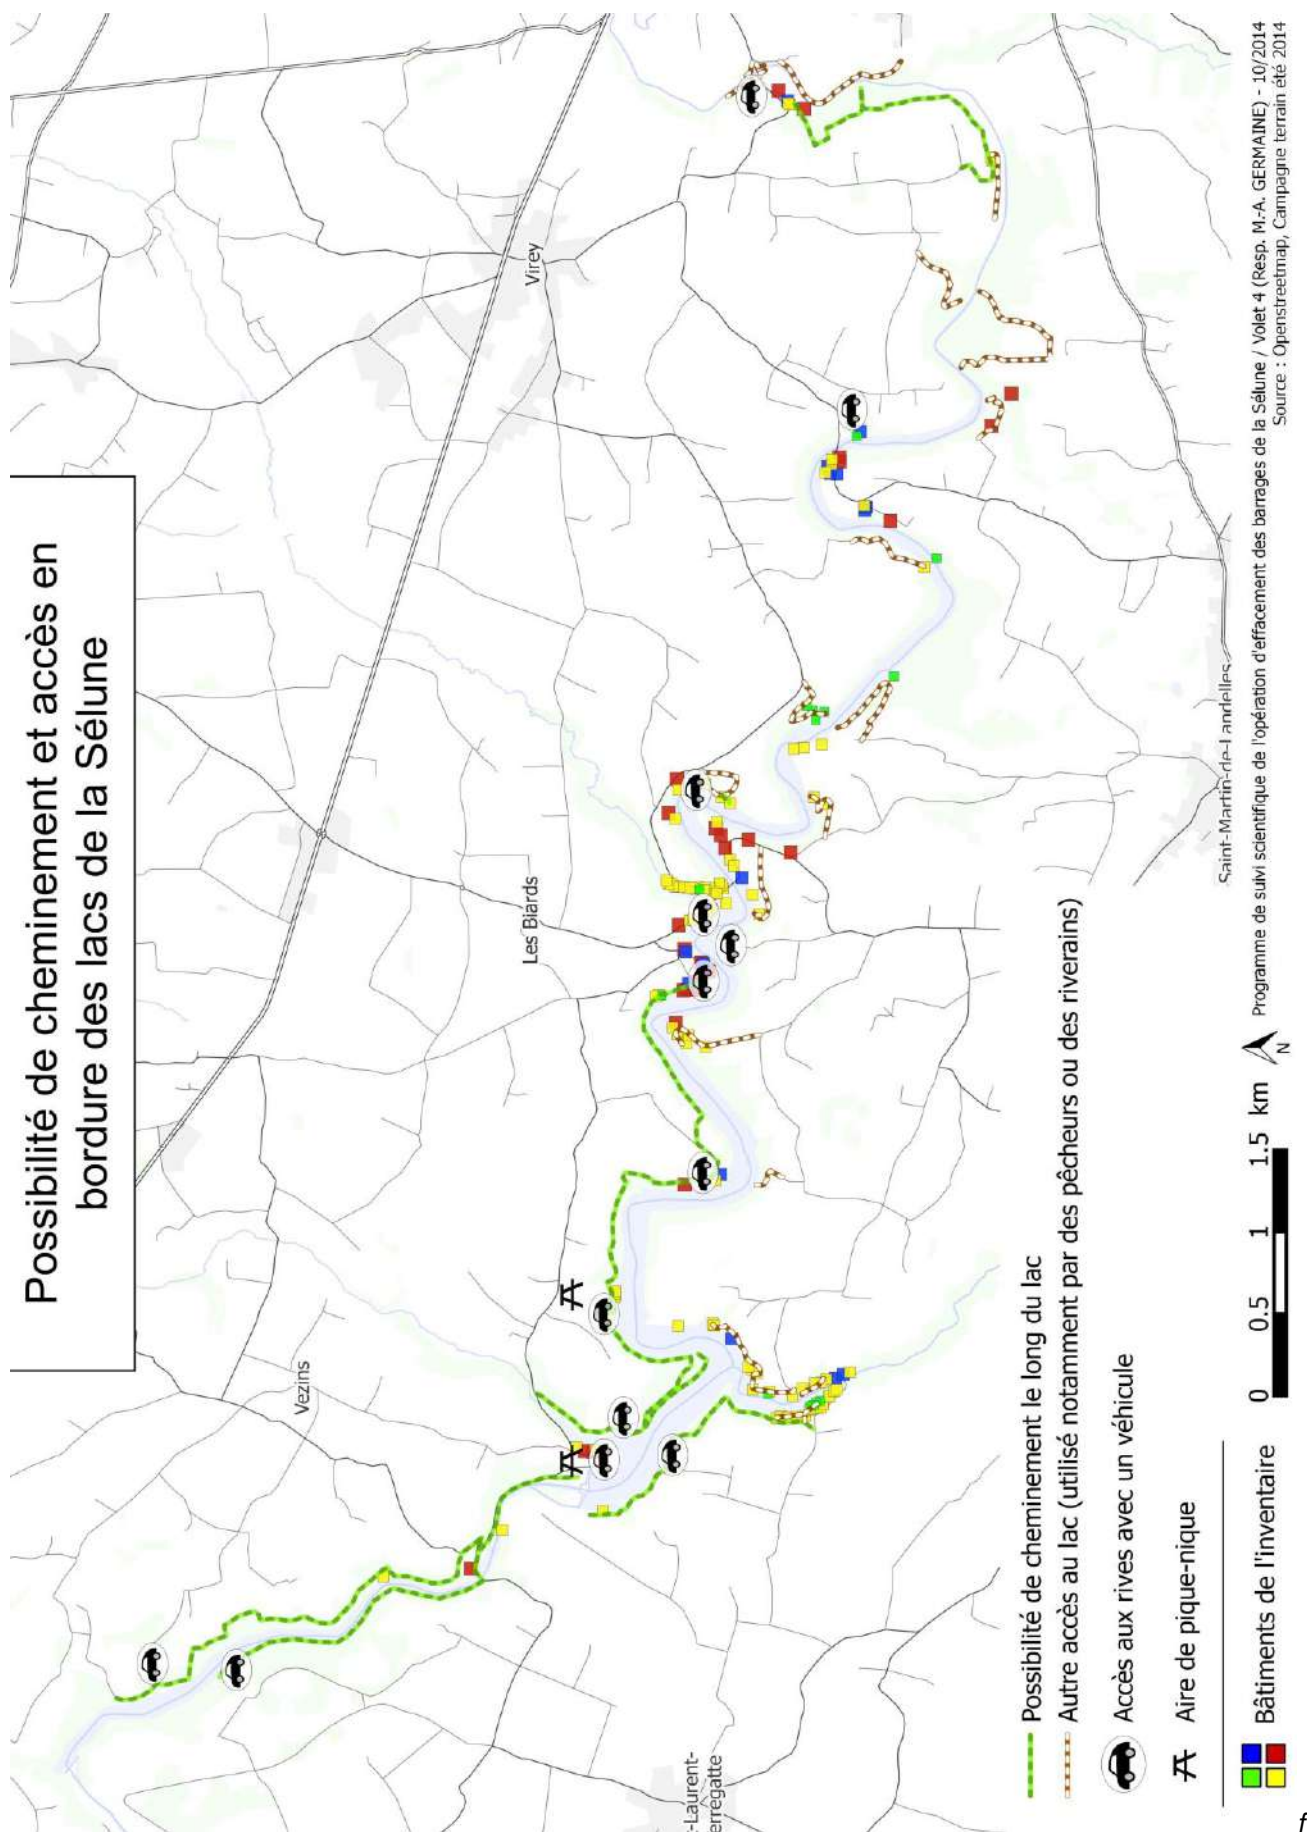 Possibilité de cheminement et accès en
bordure des lacs de la Sélune
Vezins
Les Biards
Virey
-Laurent-
erregatte
Saint-Martin-de-Landelles
Possibilité de cheminement le long du lac
Autre accès au lac (utilisé notamment par des pêcheurs ou des riverains)
Accès aux rives avec un véhicule
Aire de pique-nique
Bâtiments de l'inventaire
0 0.5 1 1.5 km
N
Programme de suivi scientifique de l'opération d'effacement des barrages de la Sélune / Volet 4 (Resp. M.-A. GERMAINE) - 10/2014
Source : Openstreetmap, Campagne terrain été 2014
f